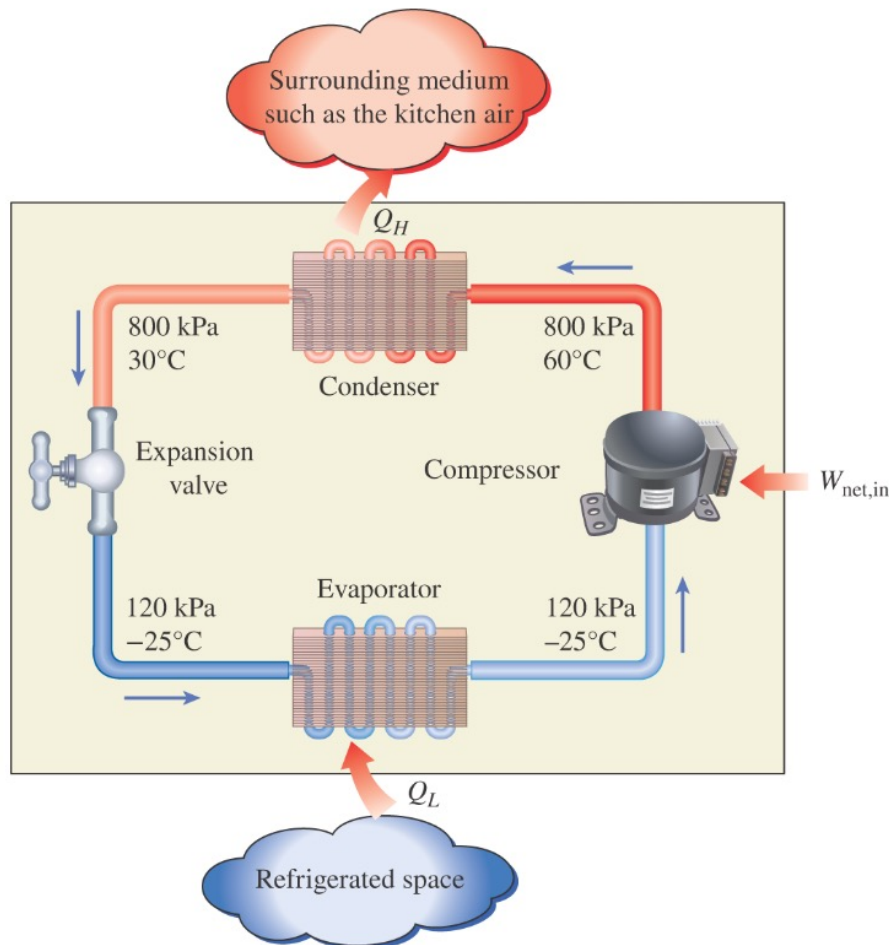 Surrounding medium
such as the kitchen air
Q_H
800 kPa
30°C
800 kPa
60°C
Condenser
Expansion
valve
Compressor
W_net,in
Evaporator
120 kPa
–25°C
120 kPa
–25°C
Q_L
Refrigerated space